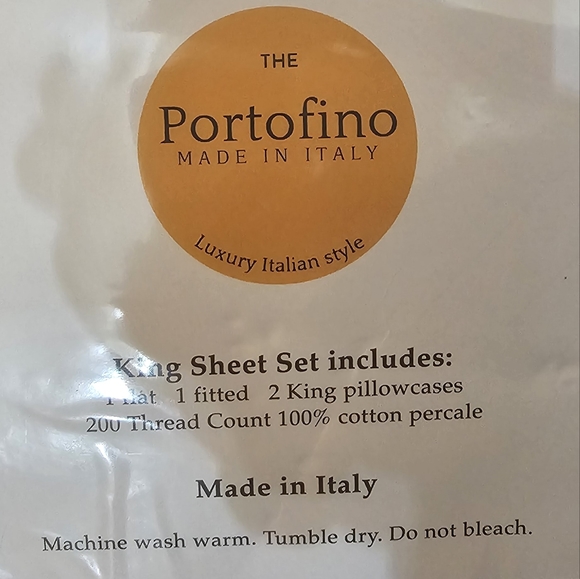 THE
Portofino
MADE IN ITALY
Luxury Italian style
King Sheet Set includes:
1 flat 1 fitted 2 King pillowcases
200 Thread Count 100% cotton percale
Made in Italy
Machine wash warm. Tumble dry. Do not bleach.